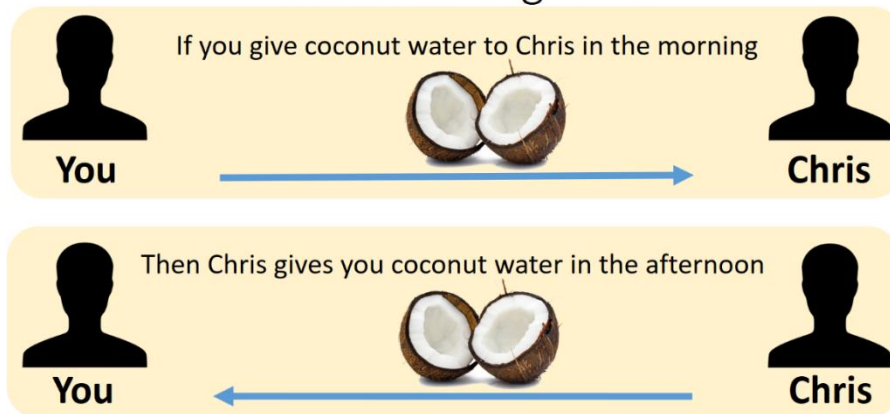 If you give coconut water to Chris in the morning
You
Chris
Then Chris gives you coconut water in the afternoon
You
Chris